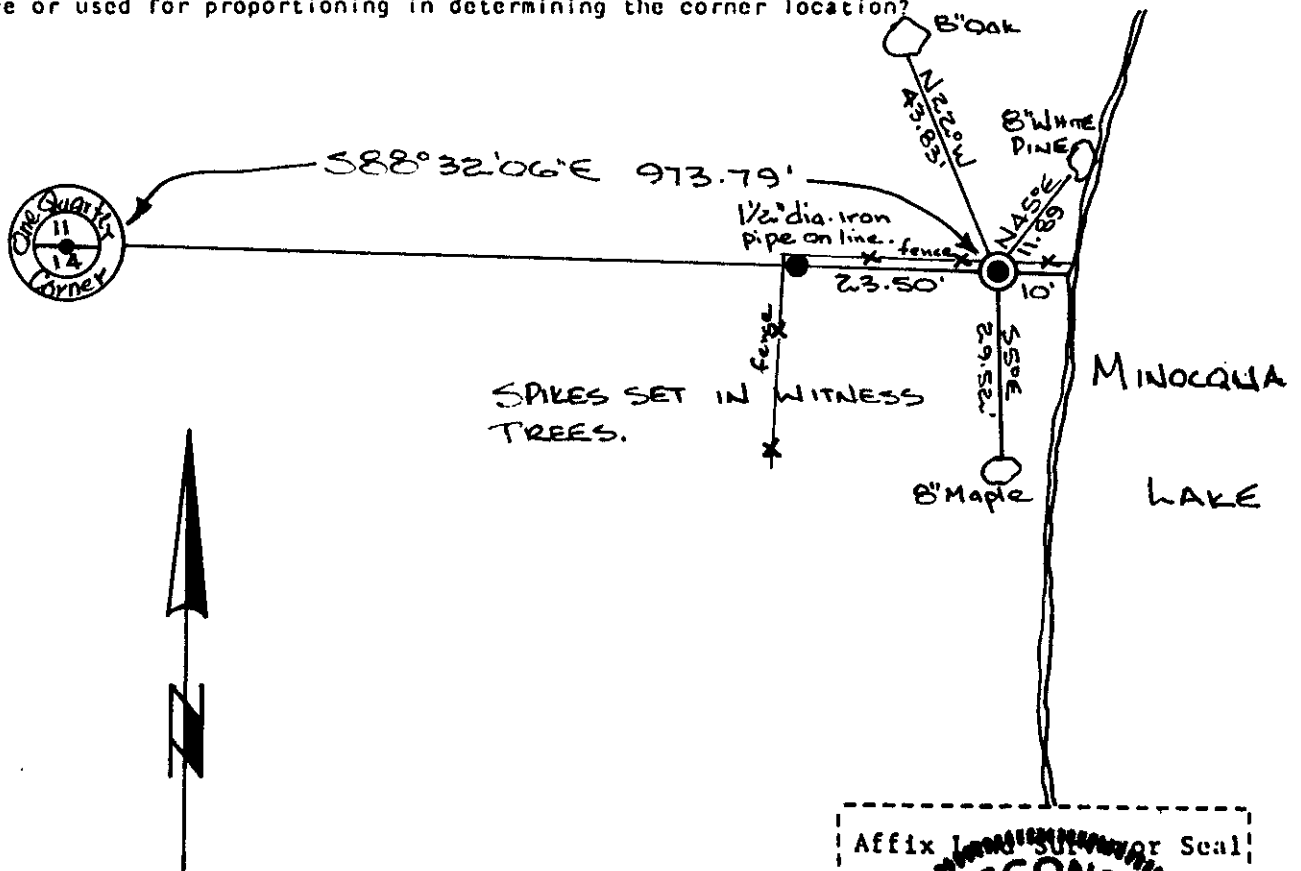 e or used for proportioning in determining the corner location?
8" OAK
N22°W
43.83'
8" WHITE
PINE
N45°E
11.89
S88°32'06"E 973.79'
1½" dia. iron
pipe on line.
fence
23.50'
10'
One Quarter
11
14
Corner
fence
S5°E
29.52'
MINOCQUA
LAKE
SPIKES SET IN WITNESS
TREES.
8" Maple
N
Affix Land Surveyor Seal